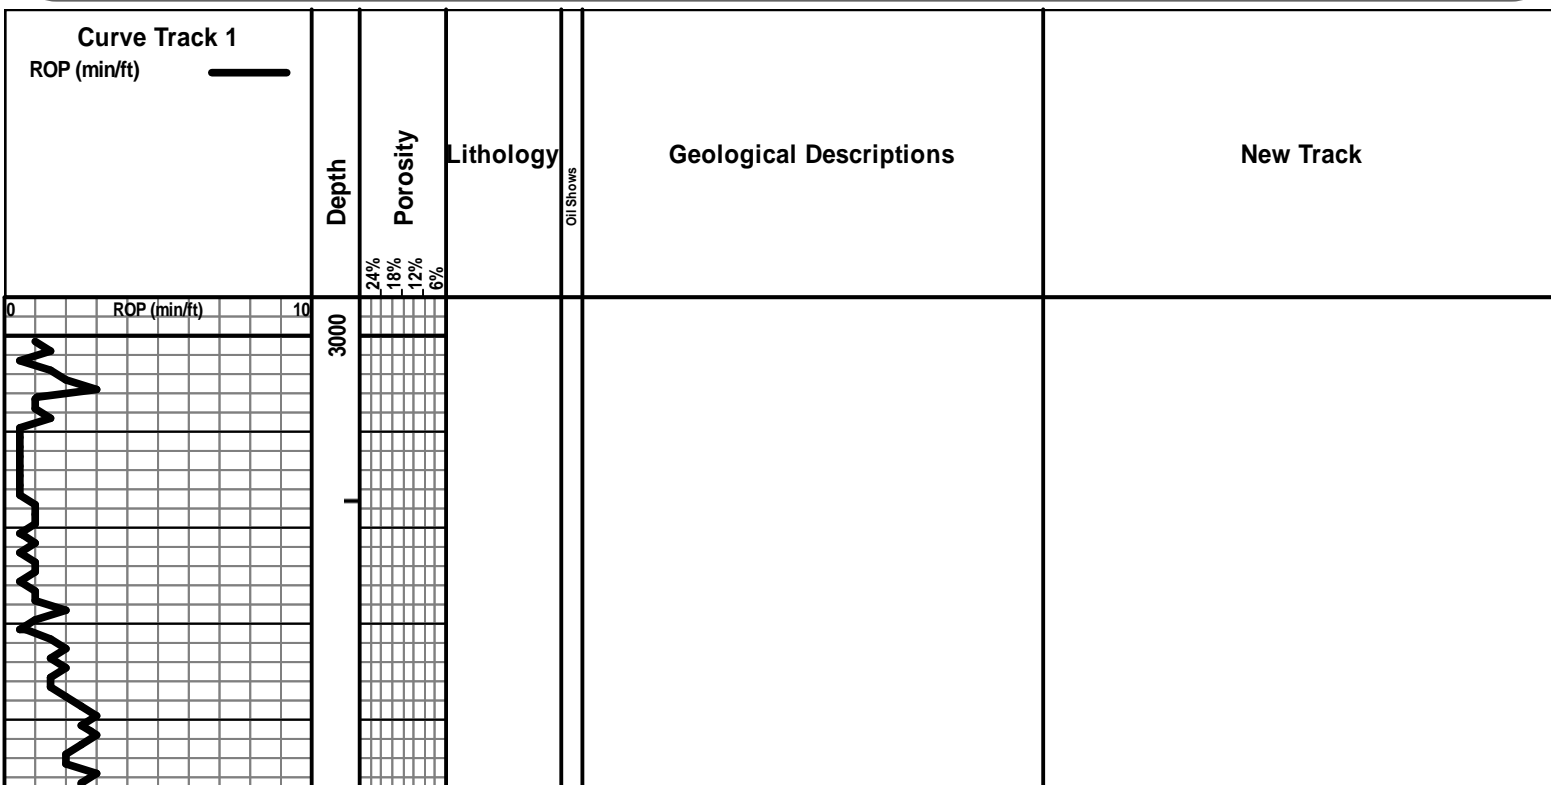 Curve Track 1
ROP (min/ft)
Depth
Porosity
24%
18%
12%
6%
Lithology
Oil Shows
Geological Descriptions
New Track
0 ROP (min/ft) 10
3000